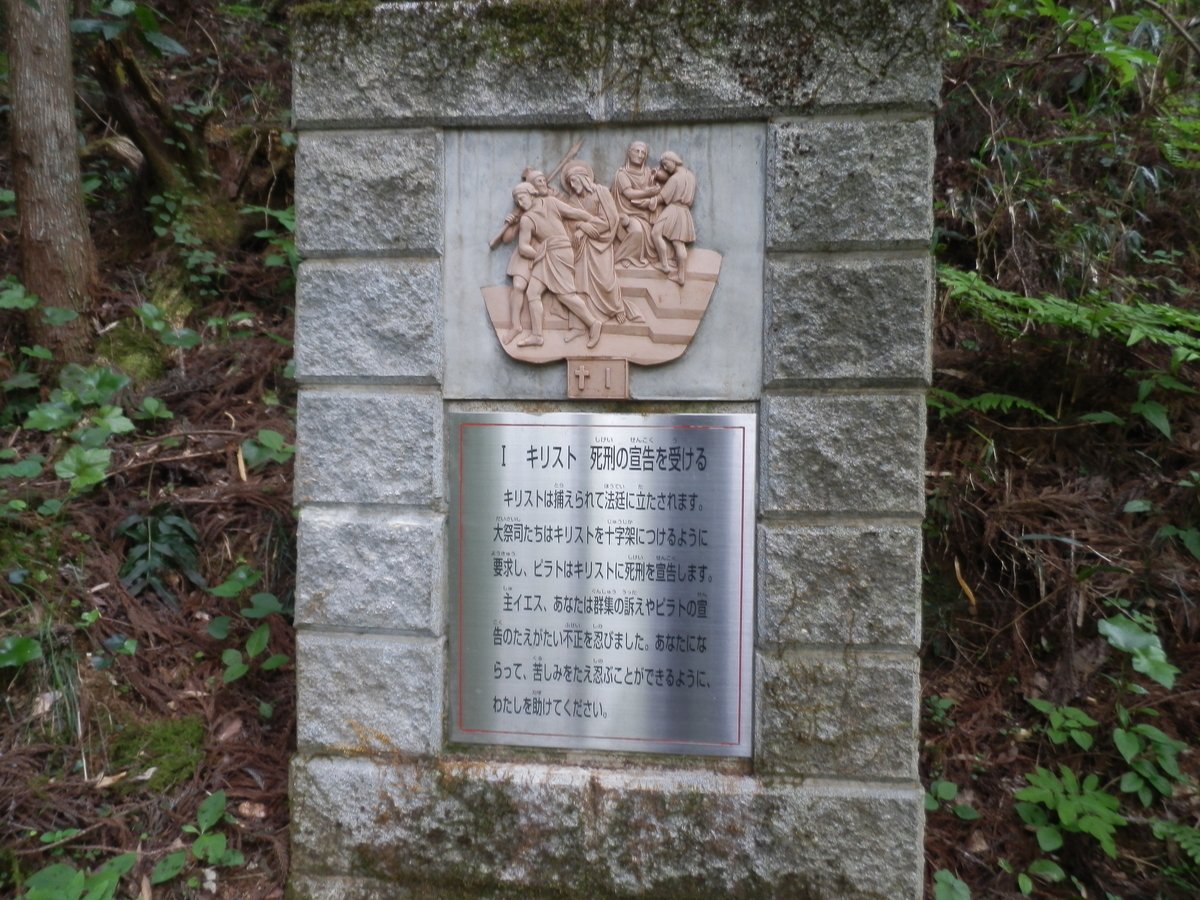 † I
I キリスト 死刑の宣告を受ける
キリストは捕えられて法廷に立たされます。
大祭司たちはキリストを十字架につけるように
要求し、ピラトはキリストに死刑を宣告します。
主イエス、あなたは群集の訴えやピラトの宣
告のたえがたい不正を忍びました。あなたにな
らって、苦しみをたえ忍ぶことができるように、
わたしを助けてください。